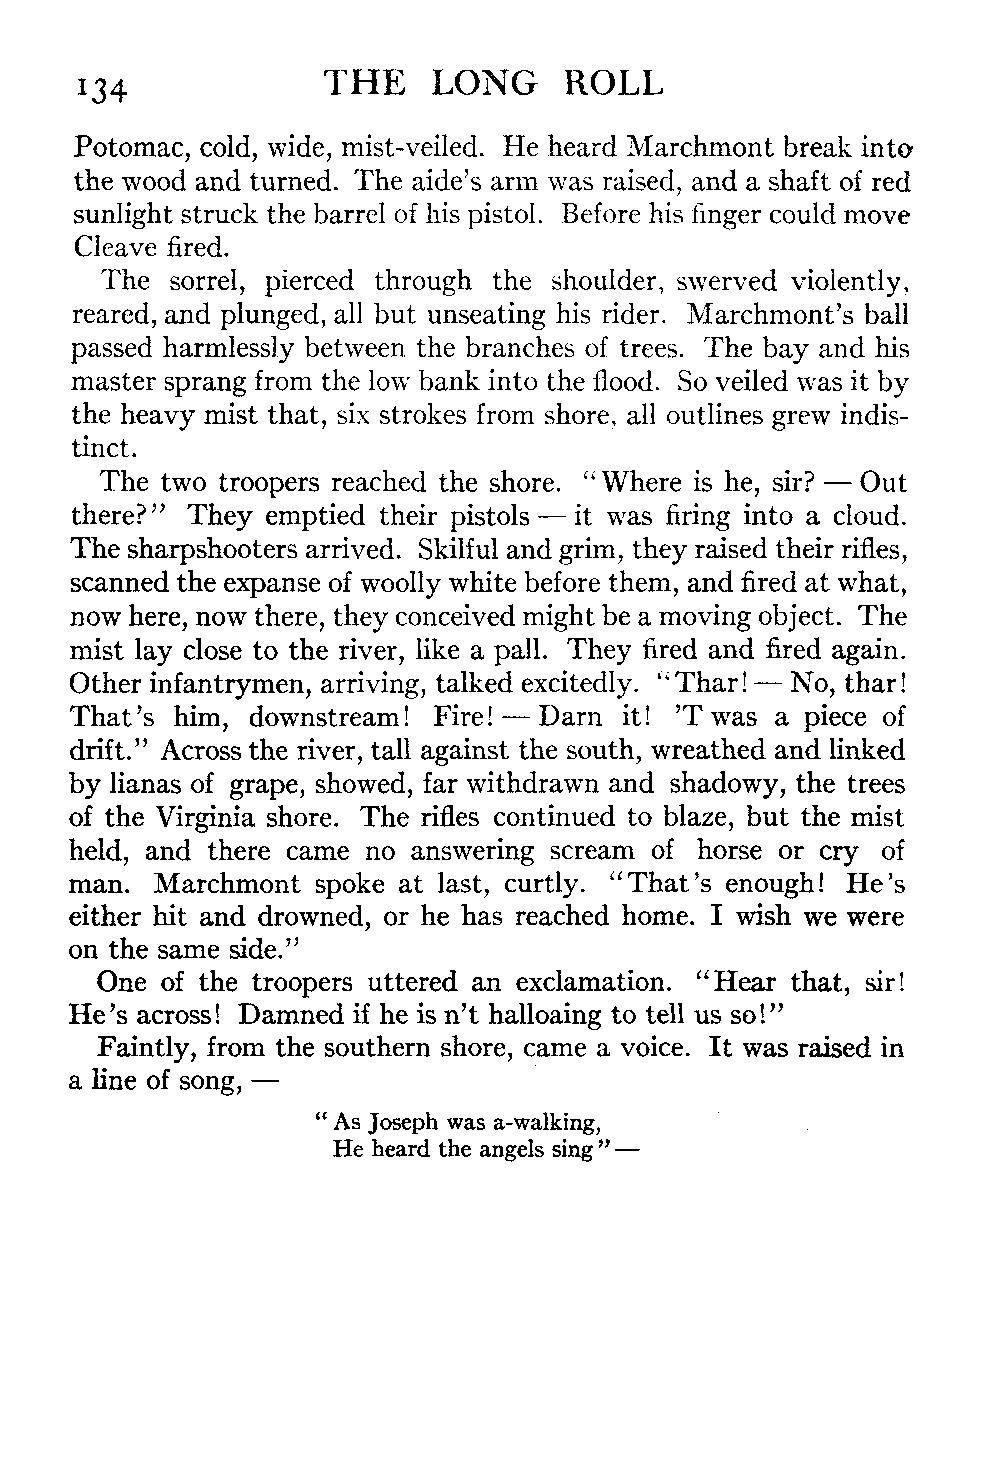 134 THE LONG ROLL
Potomac, cold, wide, mist-veiled. He heard Marchmont break into
the wood and turned. The aide's arm was raised, and a shaft of red
sunlight struck the barrel of his pistol. Before his finger could move
Cleave fired.
The sorrel, pierced through the shoulder, swerved violently,
reared, and plunged, all but unseating his rider. Marchmont's ball
passed harmlessly between the branches of trees. The bay and his
master sprang from the low bank into the flood. So veiled was it by
the heavy mist that, six strokes from shore, all outlines grew indis-
tinct.
The two troopers reached the shore. "Where is he, sir? — Out
there?" They emptied their pistols — it was firing into a cloud.
The sharpshooters arrived. Skilful and grim, they raised their rifles,
scanned the expanse of woolly white before them, and fired at what,
now here, now there, they conceived might be a moving object. The
mist lay close to the river, like a pall. They fired and fired again.
Other infantrymen, arriving, talked excitedly. "Thar! — No, thar!
That's him, downstream! Fire! — Darn it! 'T was a piece of
drift." Across the river, tall against the south, wreathed and linked
by lianas of grape, showed, far withdrawn and shadowy, the trees
of the Virginia shore. The rifles continued to blaze, but the mist
held, and there came no answering scream of horse or cry of
man. Marchmont spoke at last, curtly. "That's enough! He's
either hit and drowned, or he has reached home. I wish we were
on the same side."
One of the troopers uttered an exclamation. "Hear that, sir!
He's across! Damned if he is n't halloaing to tell us so!"
Faintly, from the southern shore, came a voice. It was raised in
a line of song, —
"As Joseph was a-walking,
He heard the angels sing" —